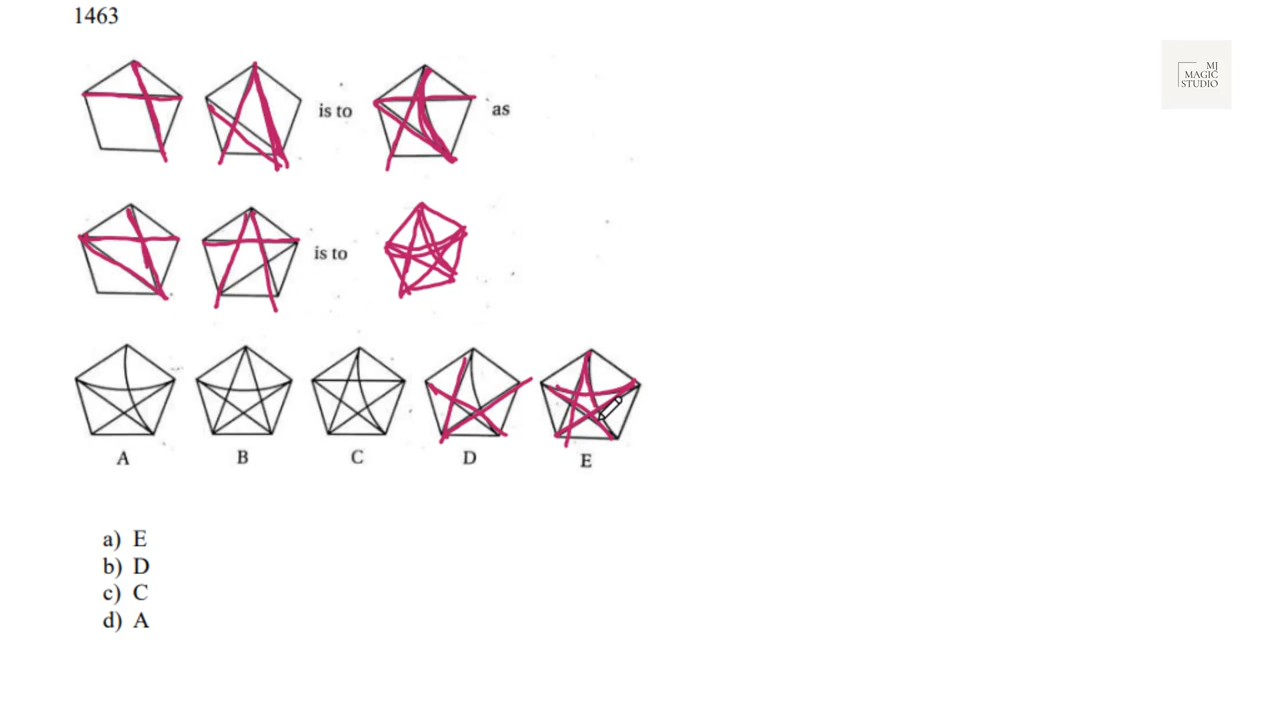 1463
MJ
MAGIC
STUDIO
is to
as
is to
A B C D E
a) E
b) D
c) C
d) A